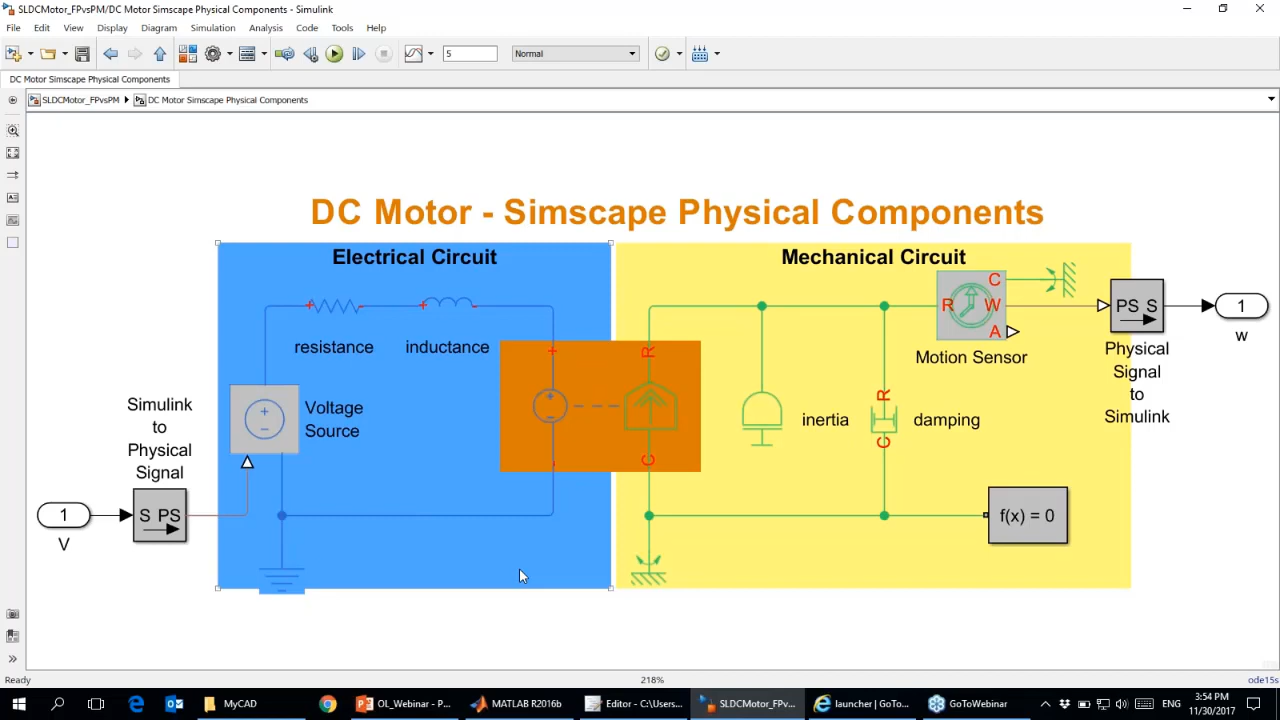 SLDCMotor_FPvsPM/DC Motor Simscape Physical Components - Simulink
File Edit View Display Diagram Simulation Analysis Code Tools Help
5 Normal
DC Motor Simscape Physical Components
SLDCMotor_FPvsPM DC Motor Simscape Physical Components
DC Motor - Simscape Physical Components
Electrical Circuit
Mechanical Circuit
+ - + -
resistance inductance
+
-
Voltage
Source
+
+
-
-
R
C
inertia
R
C
damping
R
C
W
A
Motion Sensor
f(x) = 0
Simulink
to
Physical
Signal
S PS
1
V
PS S
Physical
Signal
to
Simulink
1
w
Ready 218% ode15s
MyCAD OL_Webinar - P... MATLAB R2016b Editor - C:\Users... SLDCMotor_FPv... launcher | GoTo... GoToWebinar ENG 3:54 PM
11/30/2017